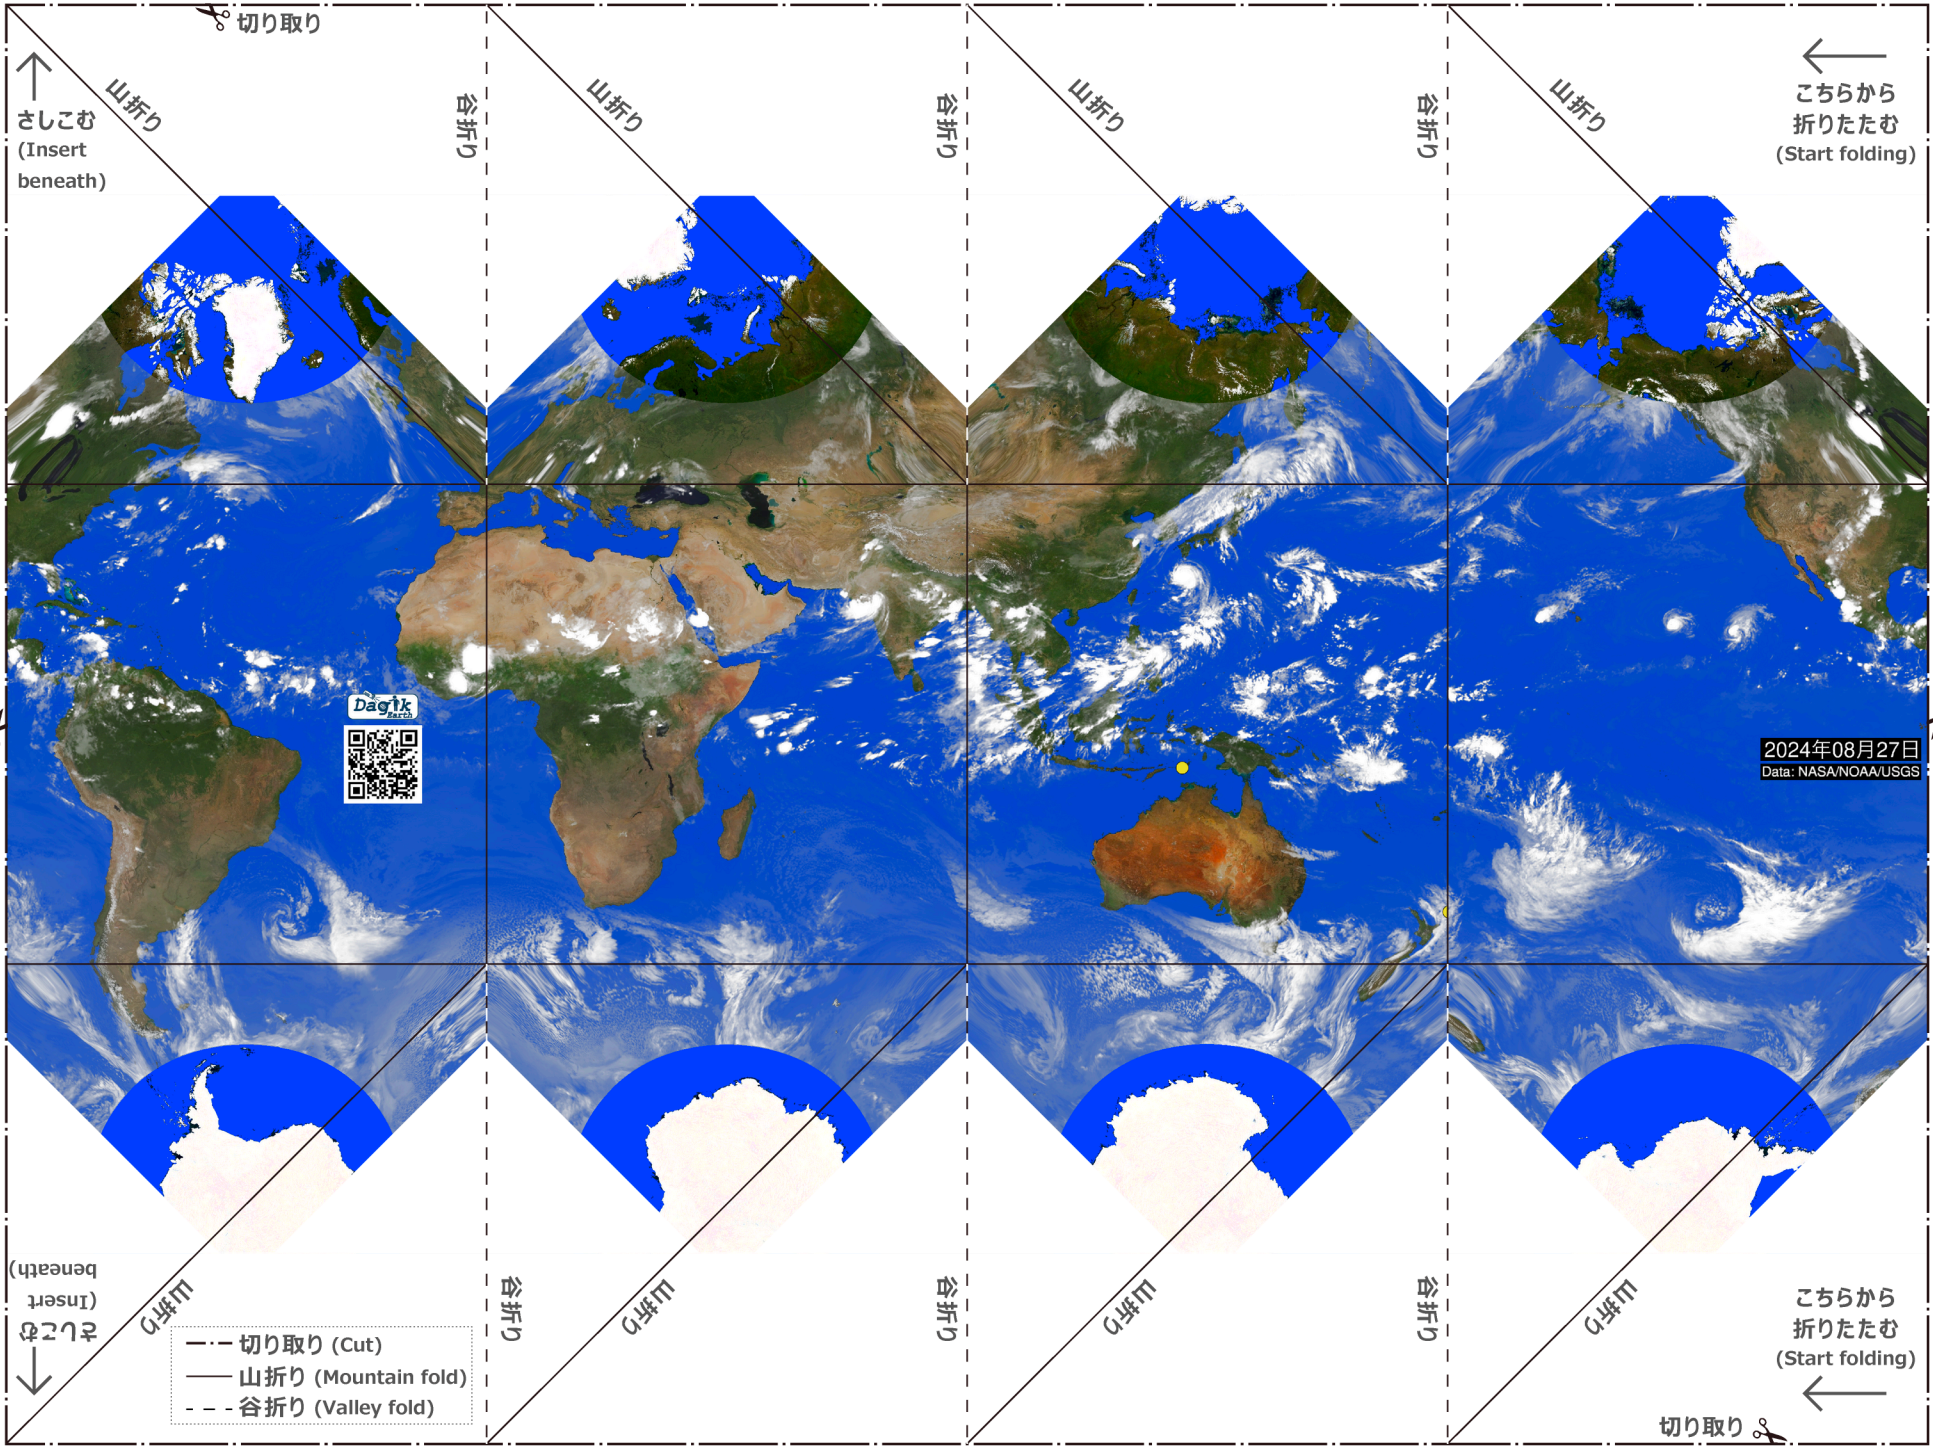 切り取り
山折り
谷折り
山折り
谷折り
山折り
谷折り
山折り
さしこむ
(Insert
beneath)
こちらから
折りたたむ
(Start folding)
Dagik
Earth
2024年08月27日
Data: NASA/NOAA/USGS
さしこむ
(Insert
beneath)
山折り
谷折り
山折り
谷折り
山折り
谷折り
山折り
こちらから
折りたたむ
(Start folding)
切り取り (Cut)
山折り (Mountain fold)
谷折り (Valley fold)
切り取り